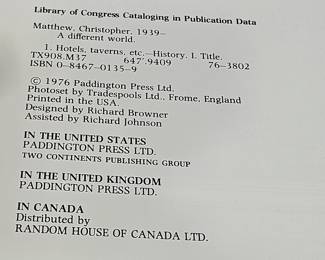 Library of Congress Cataloging in Publication Data
Matthew, Christopher, 1939–
A different world.
1. Hotels, taverns, etc.—History. I. Title.
TX908.M37 647'.9409 76-3802
ISBN 0–8467–0135–9
© 1976 Paddington Press Ltd.
Photoset by Tradespools Ltd., Frome, England
Printed in the USA.
Designed by Richard Browner
Assisted by Richard Johnson
IN THE UNITED STATES
PADDINGTON PRESS LTD.
TWO CONTINENTS PUBLISHING GROUP
IN THE UNITED KINGDOM
PADDINGTON PRESS LTD.
IN CANADA
Distributed by
RANDOM HOUSE OF CANADA LTD.